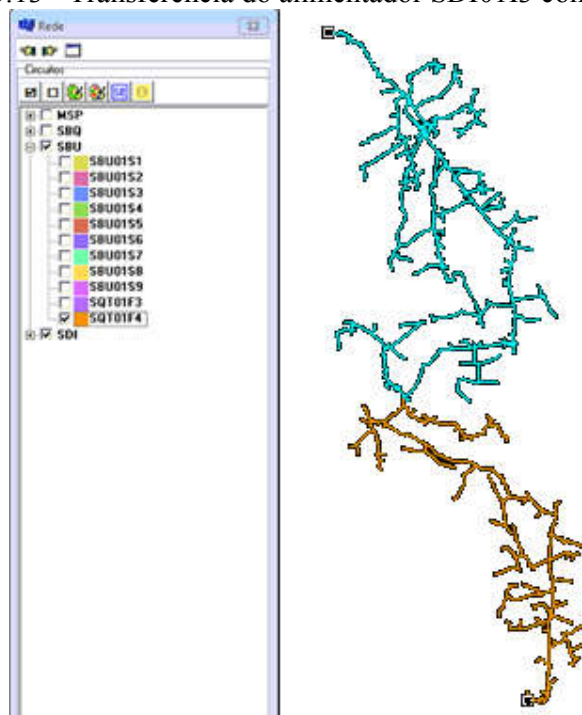 Transferência do alimentador SDI01A3 com
Rede
Circuitos
MSP
SBQ
SBU
SBU01S1
SBU01S2
SBU01S3
SBU01S4
SBU01S5
SBU01S6
SBU01S7
SBU01S8
SBU01S9
SQT01F3
SQT01F4
SDI